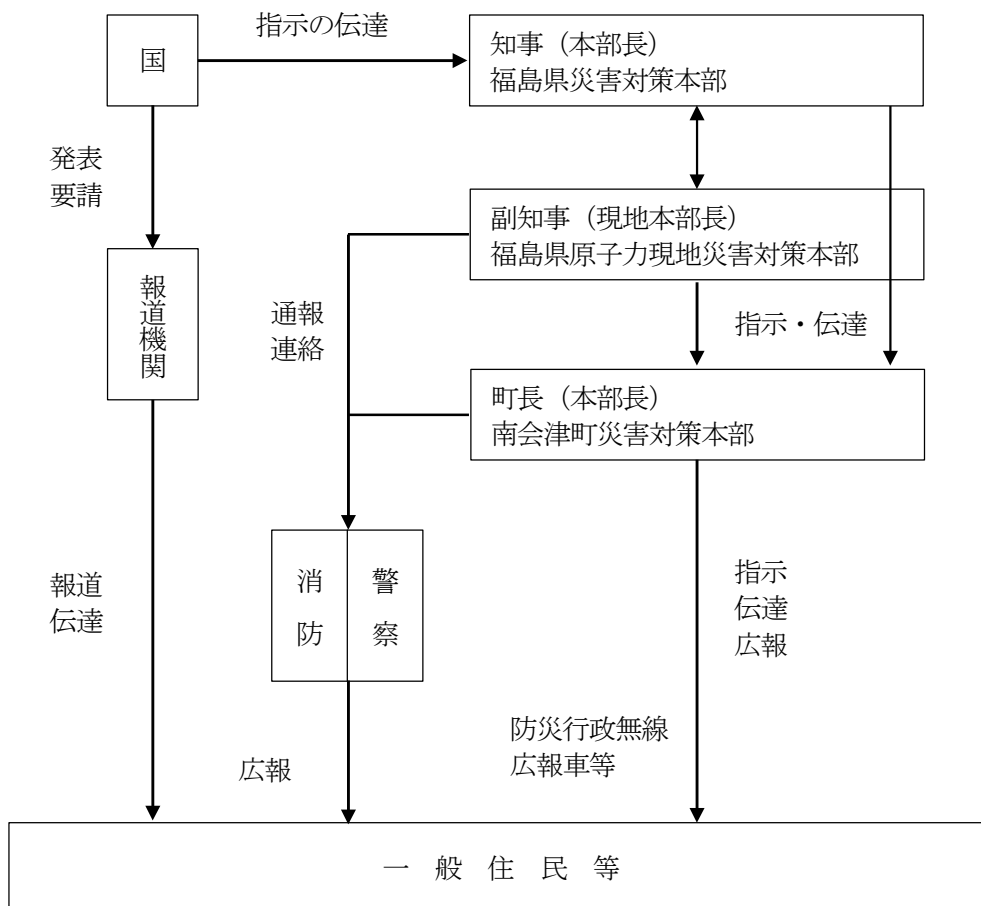 指示の伝達
国
知事（本部長）
福島県災害対策本部
発表
要請
副知事（現地本部長）
福島県原子力現地災害対策本部
報道機関
通報
連絡
指示・伝達
町長（本部長）
南会津町災害対策本部
報道
伝達
消防
警察
指示
伝達
広報
防災行政無線
広報車等
広報
一般住民等